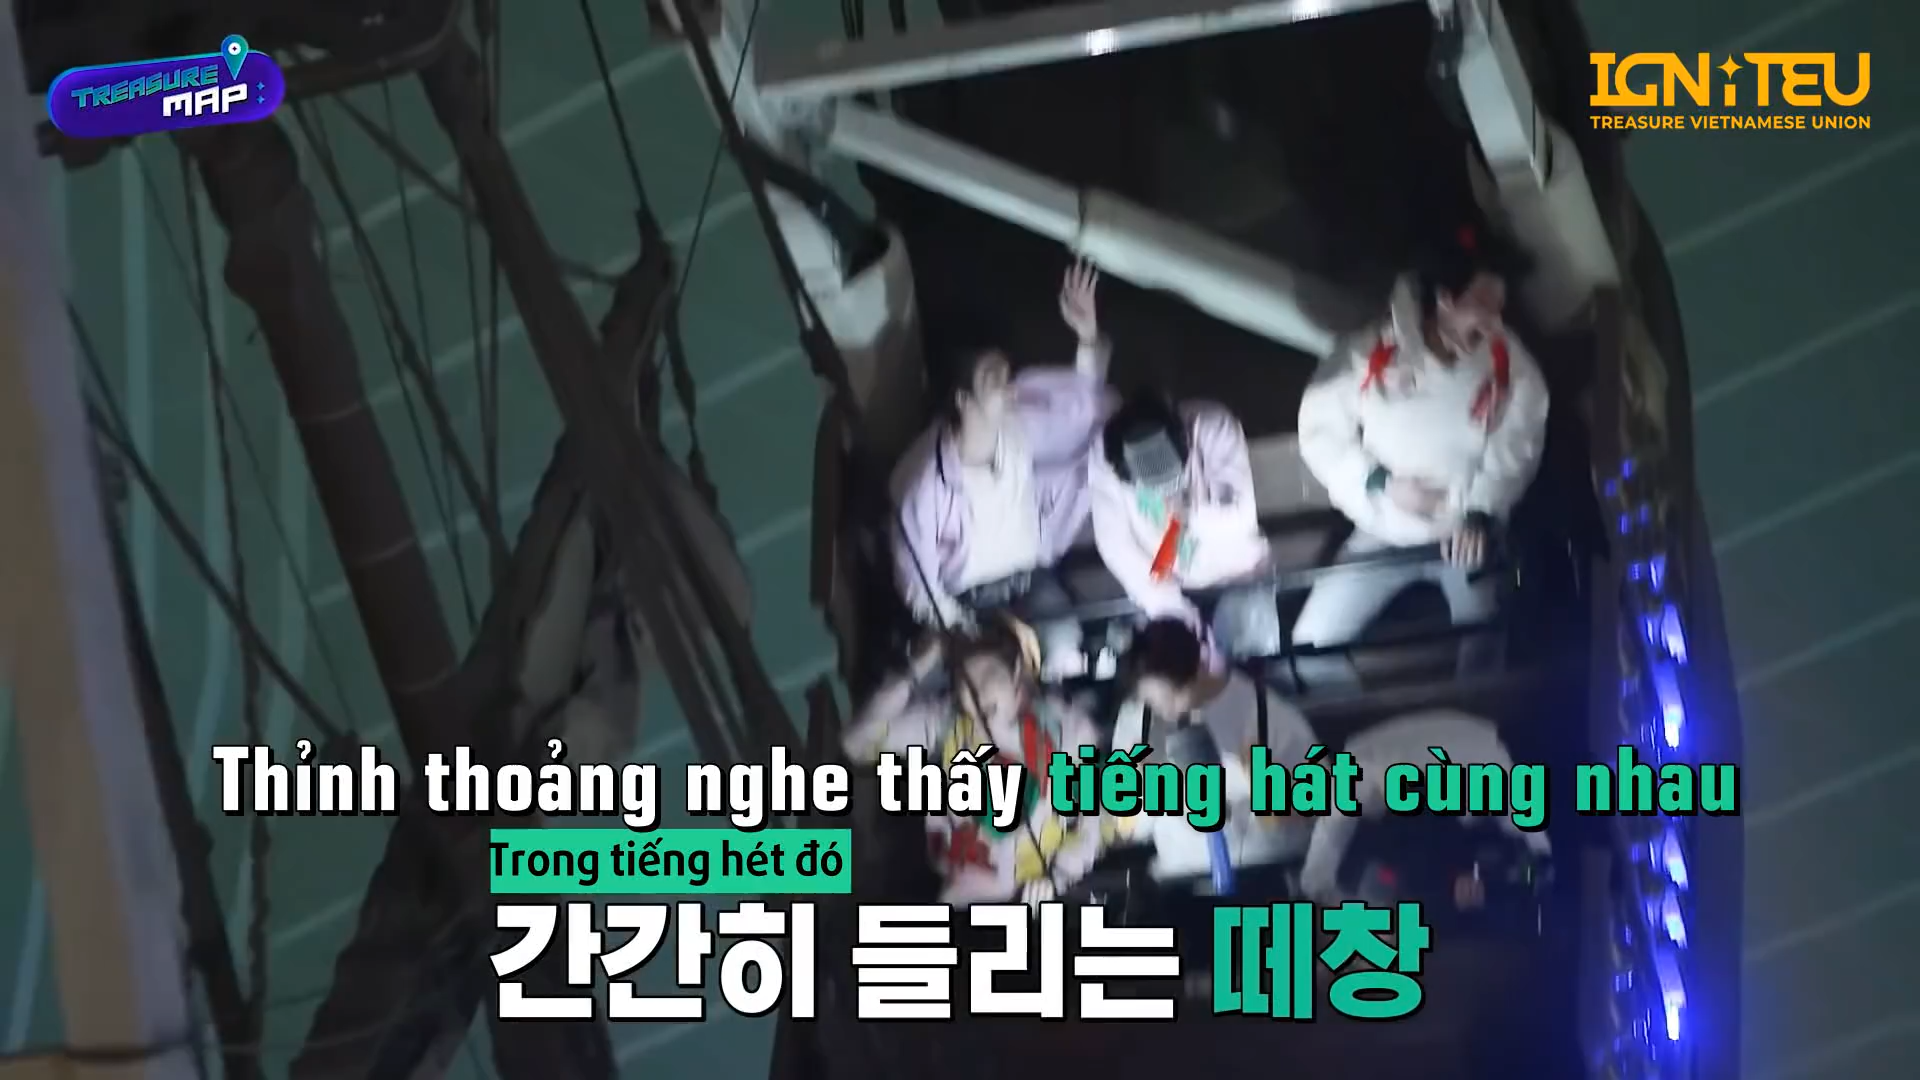 TREASURE
MAP
IGNITEU
TREASURE VIETNAMESE UNION
Thỉnh thoảng nghe thấy tiếng hát cùng nhau
Trong tiếng hét đó
간간히 들리는 떼창